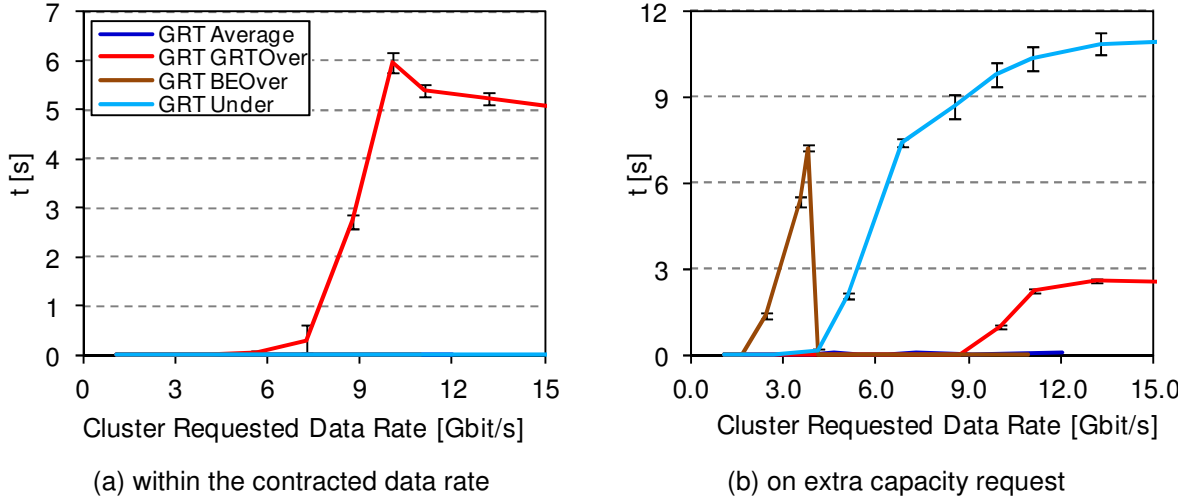 7
6
5
4
3
2
1
0
t [s]
GRT Average
GRT GRTOver
GRT BEOver
GRT Under
0 3 6 9 12 15
Cluster Requested Data Rate [Gbit/s]
(a) within the contracted data rate
12
9
6
3
0
t [s]
0.0 3.0 6.0 9.0 12.0 15.0
Cluster Requested Data Rate [Gbit/s]
(b) on extra capacity request